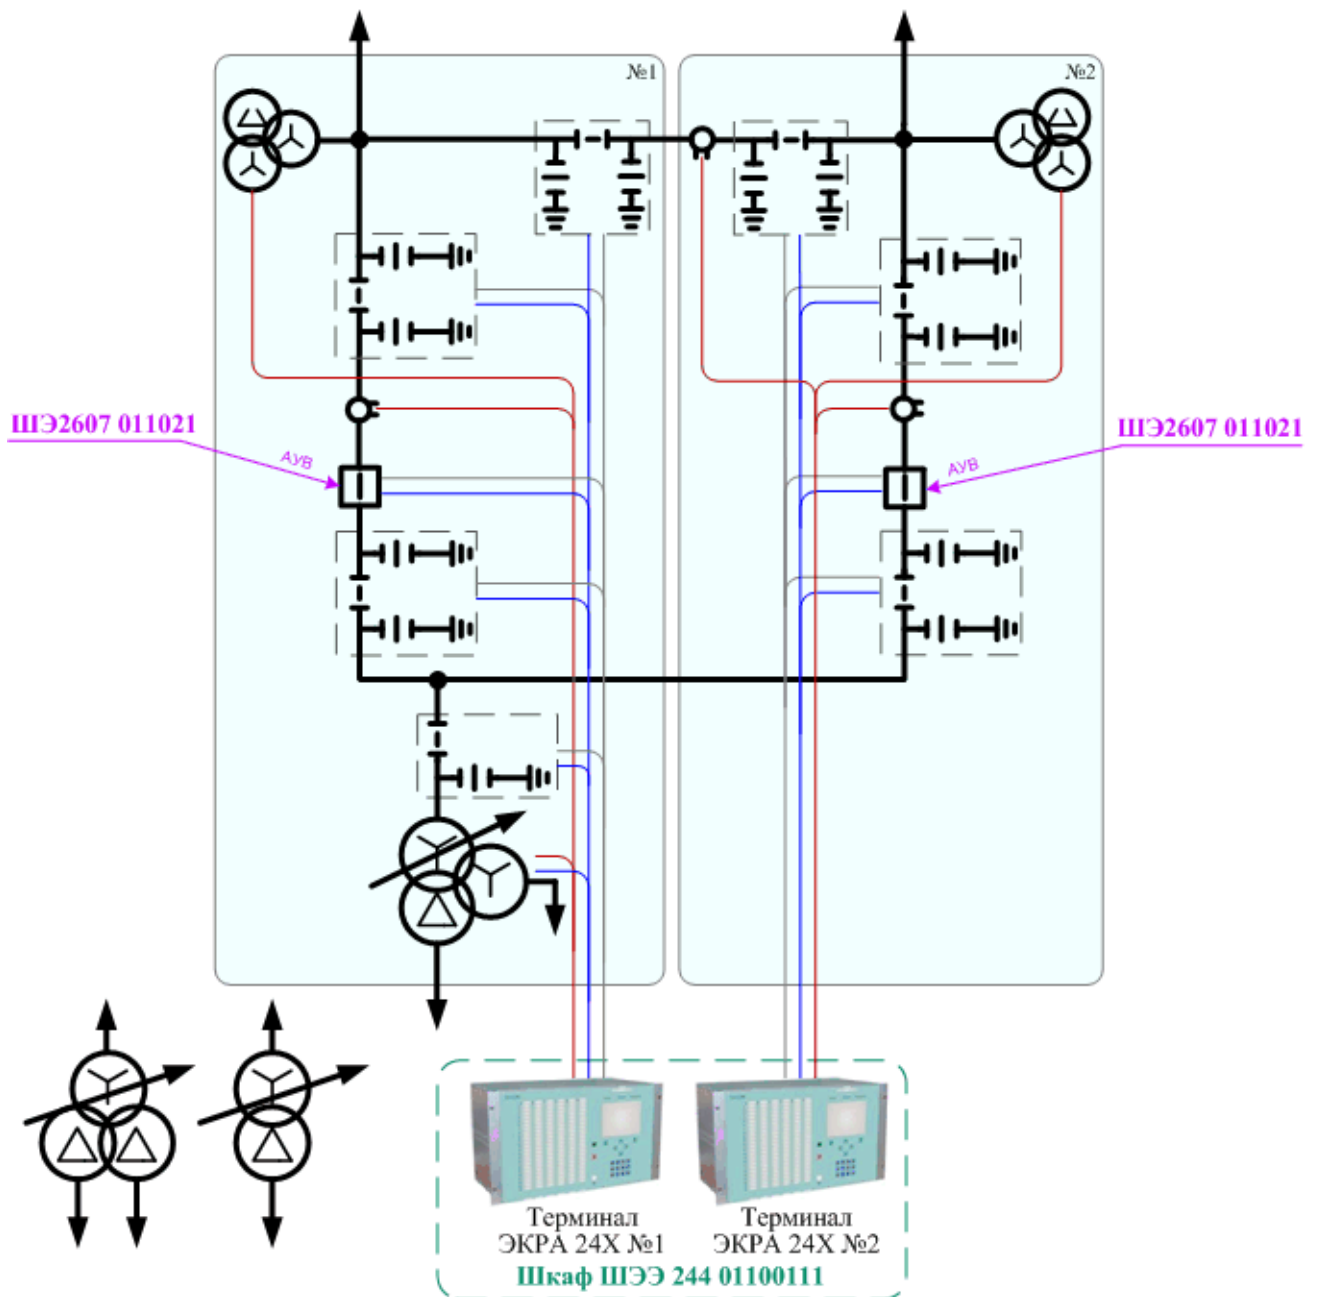 №1
№2
ШЭ2607 011021
АУВ
ШЭ2607 011021
АУВ
Терминал
ЭКРА 24Х №1
Терминал
ЭКРА 24Х №2
Шкаф ШЭЭ 244 01100111